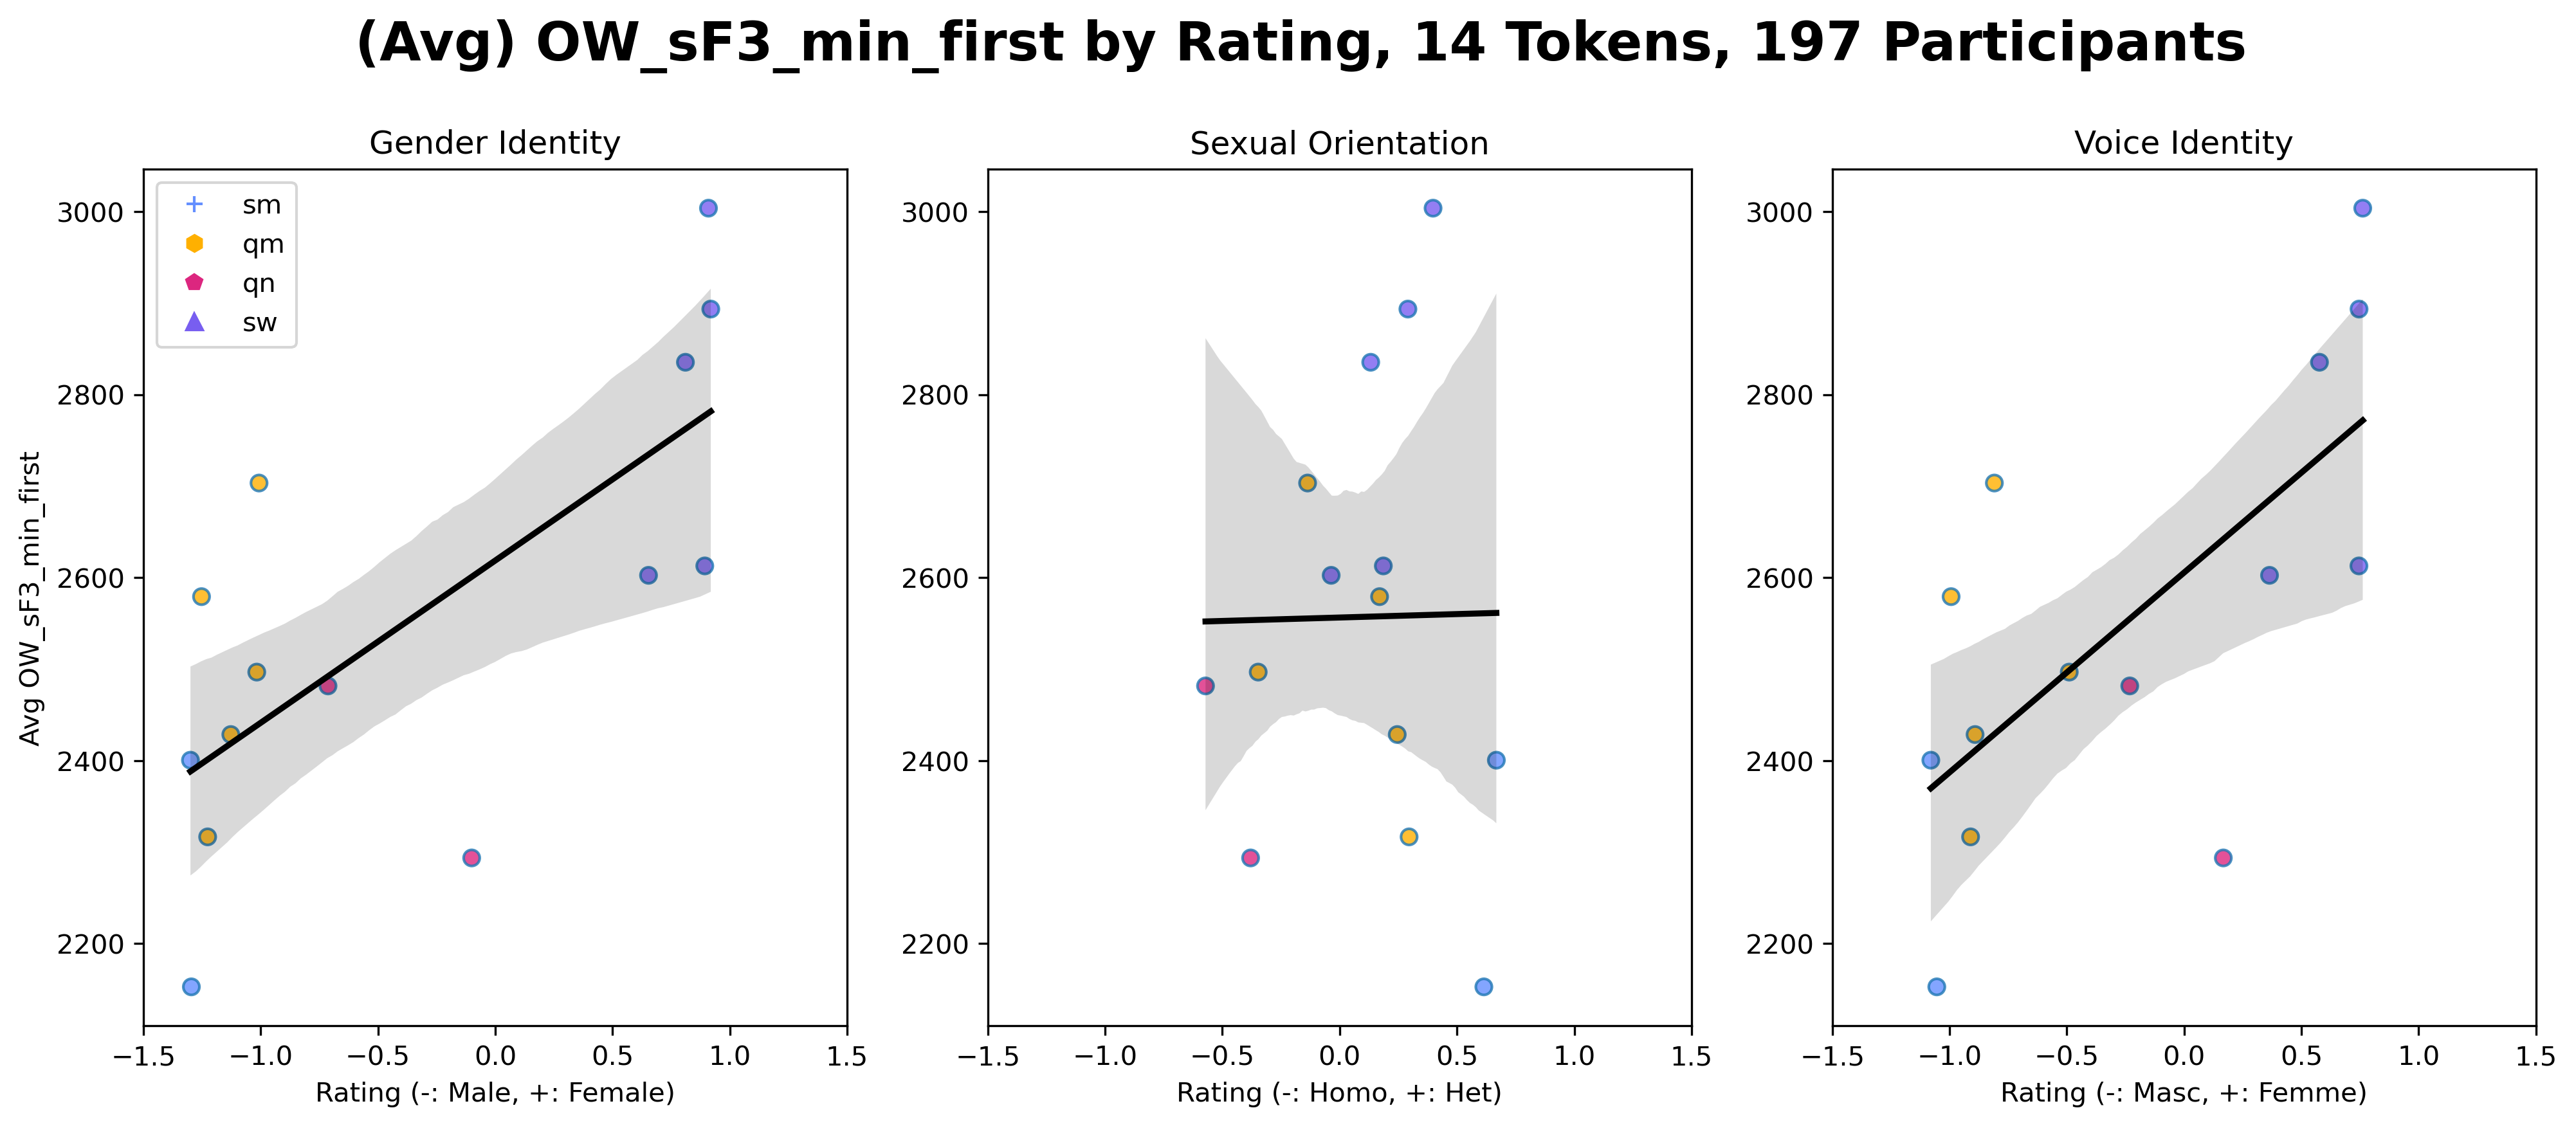 (Avg) OW_sF3_min_first by Rating, 14 Tokens, 197 Participants
Gender Identity
Sexual Orientation
Voice Identity
sm
qm
qn
sw
Avg OW_sF3_min_first
3000
2800
2600
2400
2200
−1.5 −1.0 −0.5 0.0 0.5 1.0 1.5
Rating (-: Male, +: Female)
3000
2800
2600
2400
2200
−1.5 −1.0 −0.5 0.0 0.5 1.0 1.5
Rating (-: Homo, +: Het)
3000
2800
2600
2400
2200
−1.5 −1.0 −0.5 0.0 0.5 1.0 1.5
Rating (-: Masc, +: Femme)